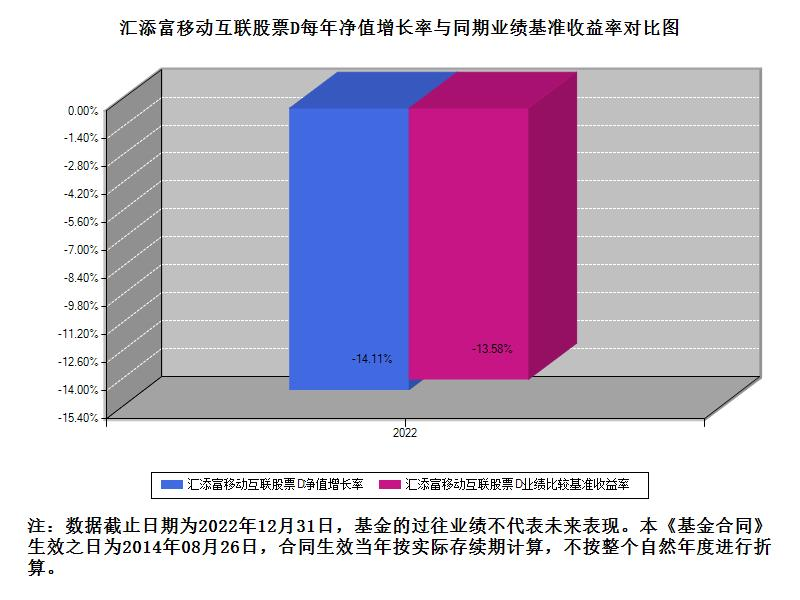 汇添富移动互联股票D每年净值增长率与同期业绩基准收益率对比图
0.00%
-1.40%
-2.80%
-4.20%
-5.60%
-7.00%
-8.40%
-9.80%
-11.20%
-12.60%
-14.00%
-15.40%
-14.11%
-13.58%
2022
汇添富移动互联股票D净值增长率
汇添富移动互联股票D业绩比较基准收益率
注：数据截止日期为2022年12月31日，基金的过往业绩不代表未来表现。本《基金合同》
生效之日为2014年08月26日，合同生效当年按实际存续期计算，不按整个自然年度进行折
算。